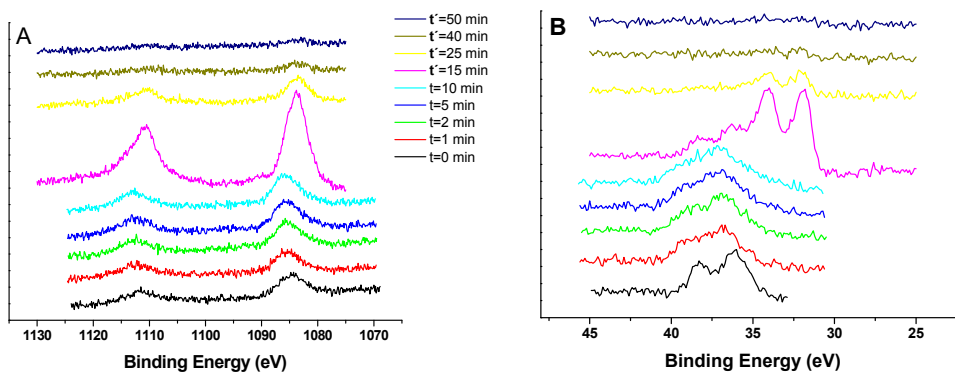 A
t´=50 min
t´=40 min
t´=25 min
t´=15 min
t=10 min
t=5 min
t=2 min
t=1 min
t=0 min
1130 1120 1110 1100 1090 1080 1070
Binding Energy (eV)
B
45 40 35 30 25
Binding Energy (eV)